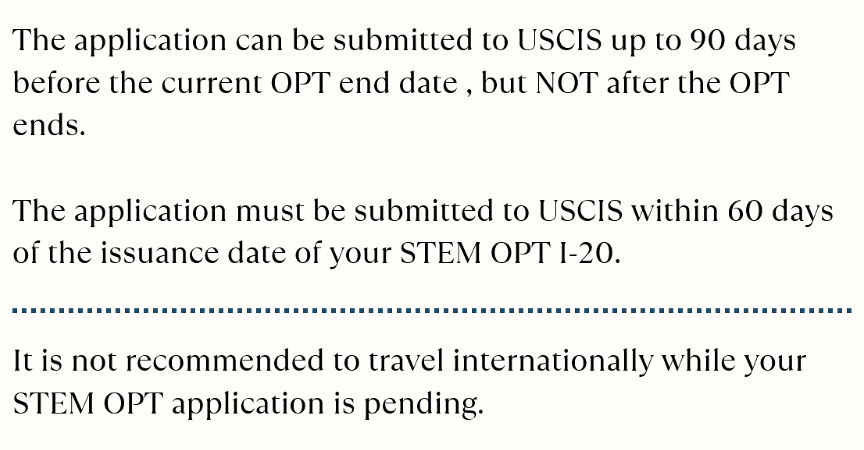 The application can be submitted to USCIS up to 90 days
before the current OPT end date , but NOT after the OPT
ends.
The application must be submitted to USCIS within 60 days
of the issuance date of your STEM OPT I-20.
It is not recommended to travel internationally while your
STEM OPT application is pending.